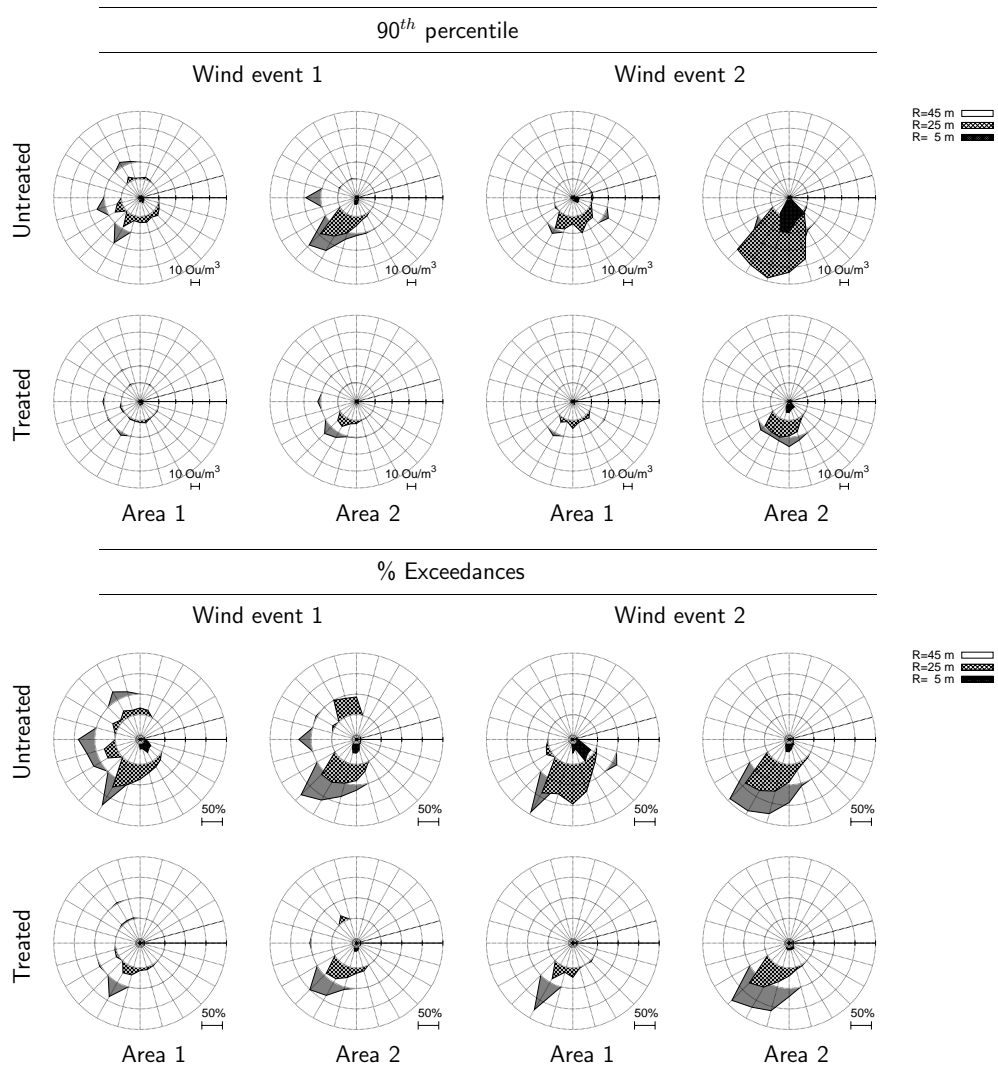 90th percentile
Wind event 1 Wind event 2
R=45 m
R=25 m
R= 5 m
Untreated
10 Ou/m3 10 Ou/m3 10 Ou/m3 10 Ou/m3
Treated
10 Ou/m3 10 Ou/m3 10 Ou/m3 10 Ou/m3
Area 1 Area 2 Area 1 Area 2
% Exceedances
Wind event 1 Wind event 2
R=45 m
R=25 m
R= 5 m
Untreated
50% 50% 50% 50%
Treated
50% 50% 50% 50%
Area 1 Area 2 Area 1 Area 2